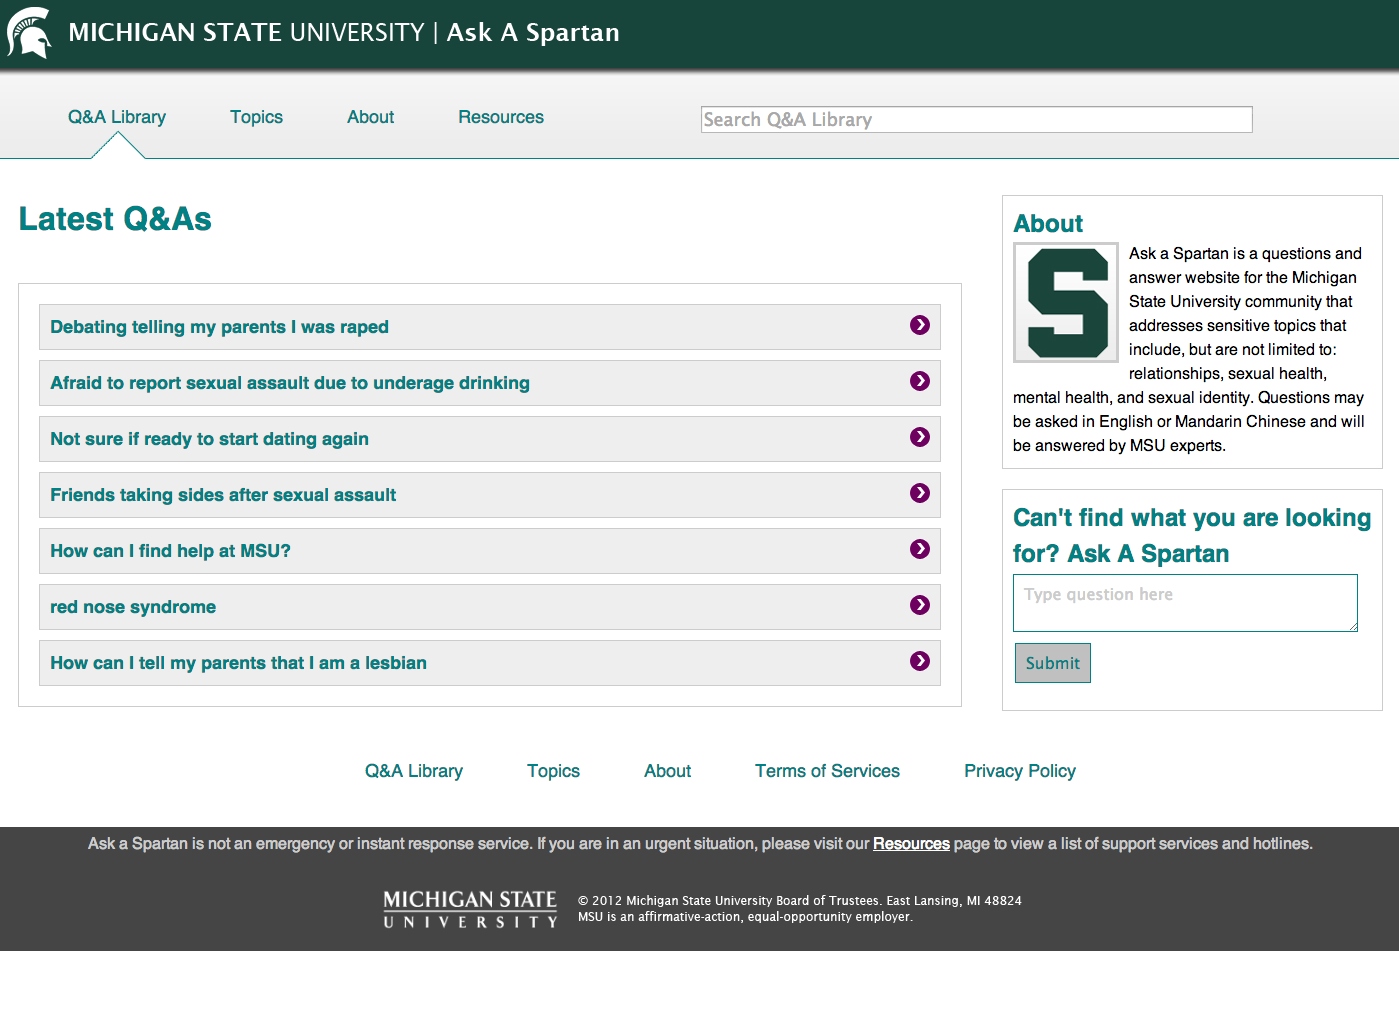 MICHIGAN STATE UNIVERSITY | Ask A Spartan
Q&A Library
Topics
About
Resources
Search Q&A Library
Latest Q&As
Debating telling my parents I was raped
Afraid to report sexual assault due to underage drinking
Not sure if ready to start dating again
Friends taking sides after sexual assault
How can I find help at MSU?
red nose syndrome
How can I tell my parents that I am a lesbian
About
S
Ask a Spartan is a questions and
answer website for the Michigan
State University community that
addresses sensitive topics that
include, but are not limited to:
relationships, sexual health,
mental health, and sexual identity. Questions may
be asked in English or Mandarin Chinese and will
be answered by MSU experts.
Can't find what you are looking
for? Ask A Spartan
Type question here
Submit
Q&A Library
Topics
About
Terms of Services
Privacy Policy
Ask a Spartan is not an emergency or instant response service. If you are in an urgent situation, please visit our Resources page to view a list of support services and hotlines.
MICHIGAN STATE
UNIVERSITY
© 2012 Michigan State University Board of Trustees. East Lansing, MI 48824
MSU is an affirmative-action, equal-opportunity employer.